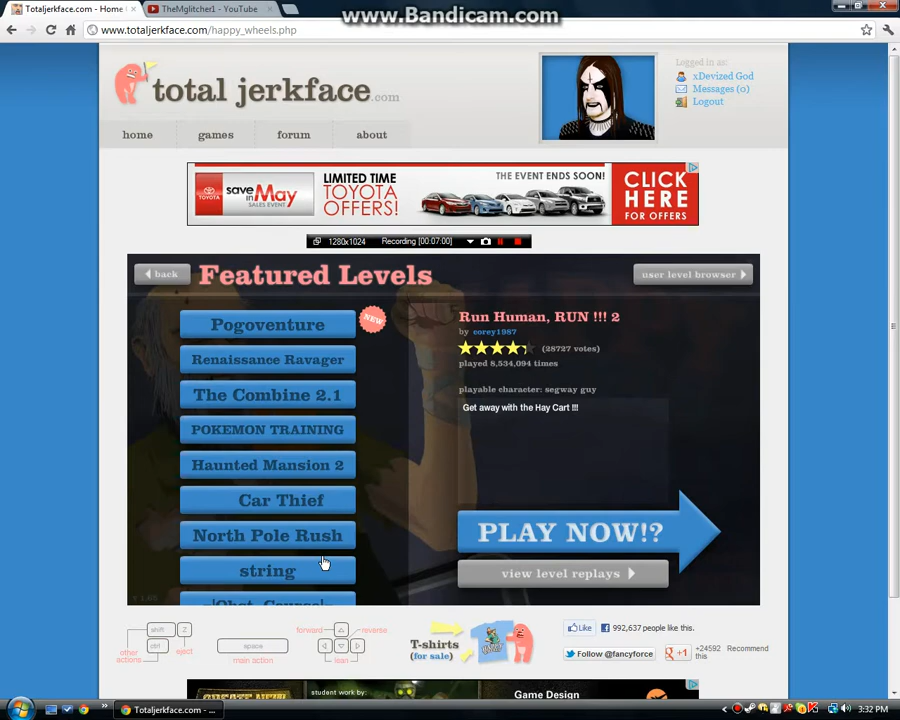 www.Bandicam.com
Totaljerkface.com - Home
TheMglitcher1 - YouTube
www.totaljerkface.com/happy_wheels.php
total jerkface.com
Logged in as:
xDevized God
Messages (0)
Logout
home games forum about
TOYOTA
save in May
SALES EVENT
LIMITED TIME
TOYOTA
OFFERS!
THE EVENT ENDS SOON!
CLICK
HERE
FOR OFFERS
1280x1024 Recording [00:07:00]
back
Featured Levels
user level browser
Pogoventure
NEW
Renaissance Ravager
The Combine 2.1
POKEMON TRAINING
Haunted Mansion 2
Car Thief
North Pole Rush
string
Run Human, RUN !!! 2
by corey1987
(28727 votes)
played 8,534,094 times
playable character: segway guy
Get away with the Hay Cart !!!
PLAY NOW!?
view level replays
shift
Z
ctrl
eject
other
actions
space
main action
forward
reverse
lean
T-shirts
(for sale)
Like
992,637 people like this.
Follow @fancyforce
+1
+24592 Recommend
this
student work by:
Game Design
Totaljerkface.com - ...
3:32 PM